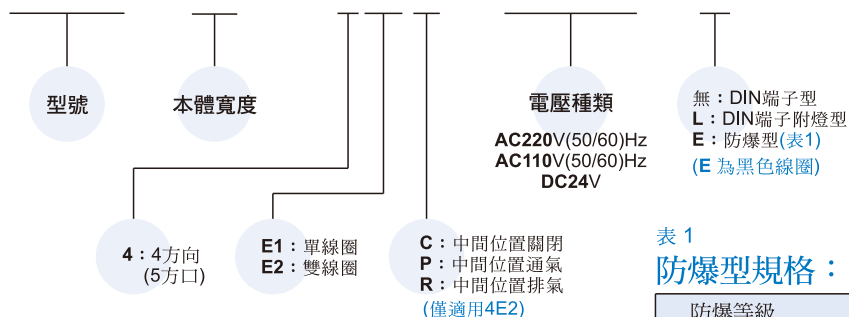 型號
本體寬度
電壓種類
AC220V(50/60)Hz
AC110V(50/60)Hz
DC24V
無：DIN端子型
L：DIN端子附燈型
E：防爆型(表1)
(E 為黑色線圈)
4：4方向
(5方口)
E1：單線圈
E2：雙線圈
C：中間位置關閉
P：中間位置通氣
R：中間位置排氣
(僅適用4E2)
表 1
防爆型規格：
防爆等級